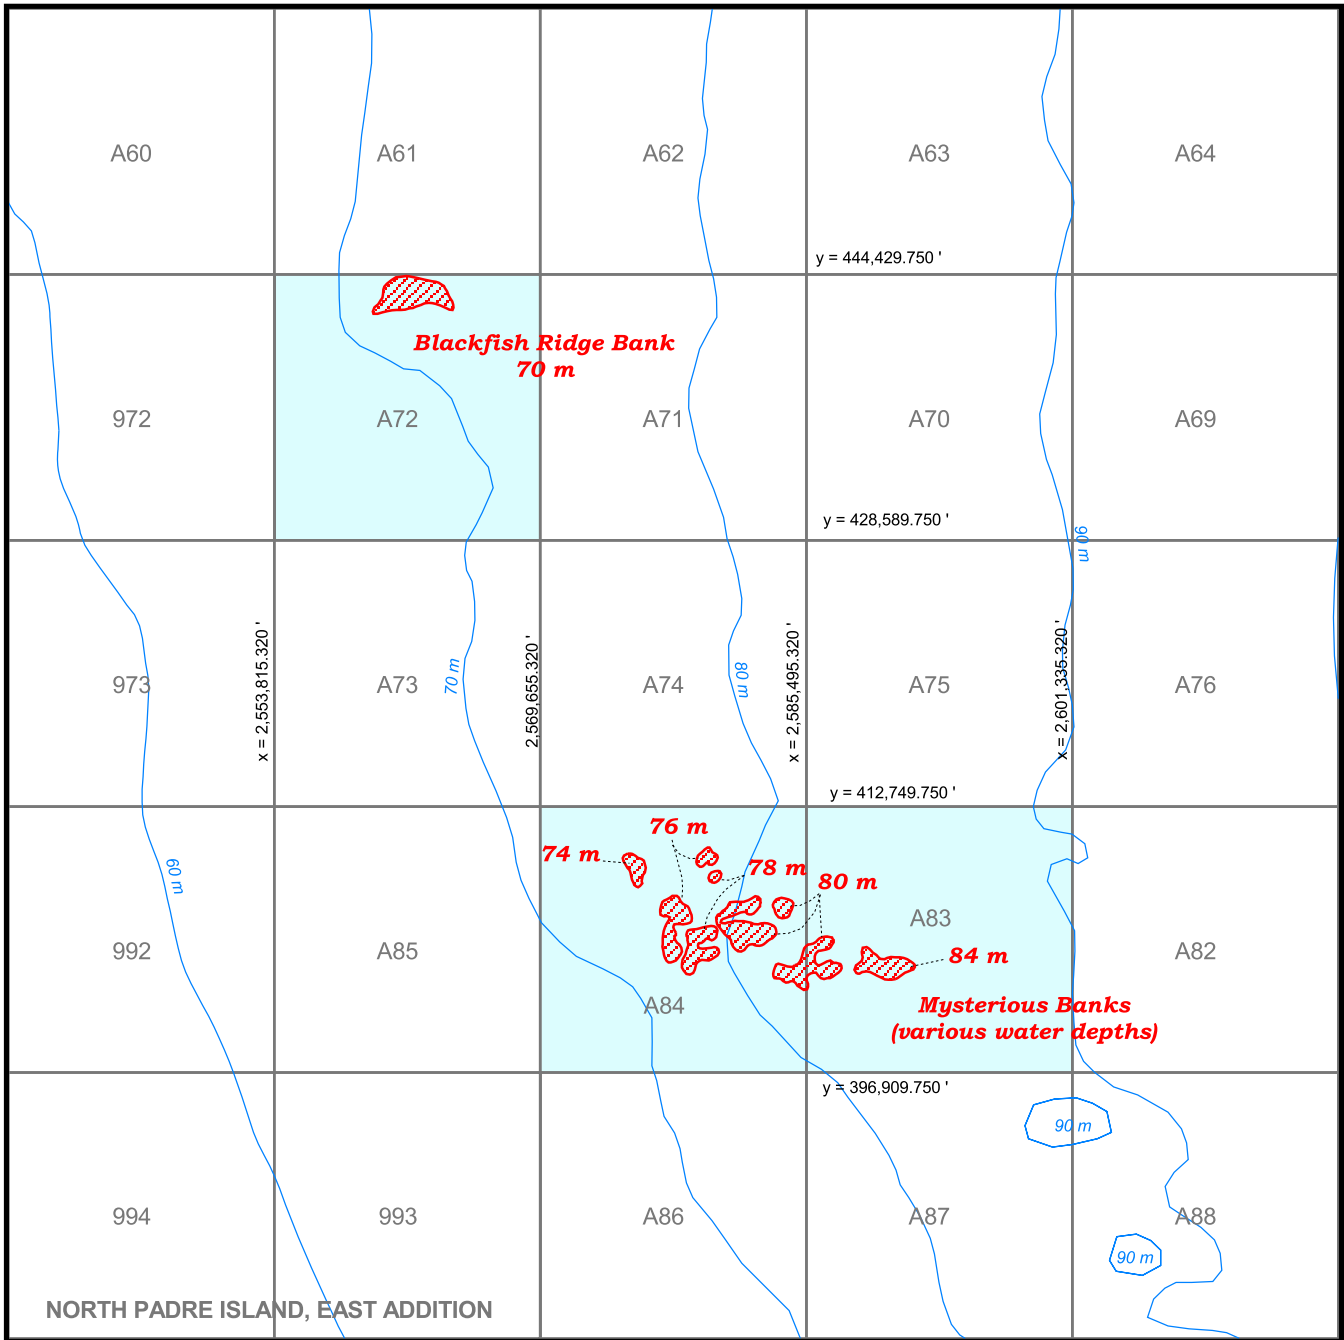 A60
A61
A62
A63
A64
y = 444,429.750 '
Blackfish Ridge Bank
70 m
972
A72
A71
A70
A69
y = 428,589.750 '
90 m
x = 2,553,815.320 '
2,569,655.320 '
x = 2,585,495.320 '
x = 2,601,335.320 '
973
A73
70 m
A74
80 m
A75
A76
y = 412,749.750 '
76 m
74 m
78 m
80 m
60 m
A83
992
A85
84 m
A82
A84
Mysterious Banks
(various water depths)
y = 396,909.750 '
90 m
994
993
A86
A87
A88
90 m
NORTH PADRE ISLAND, EAST ADDITION